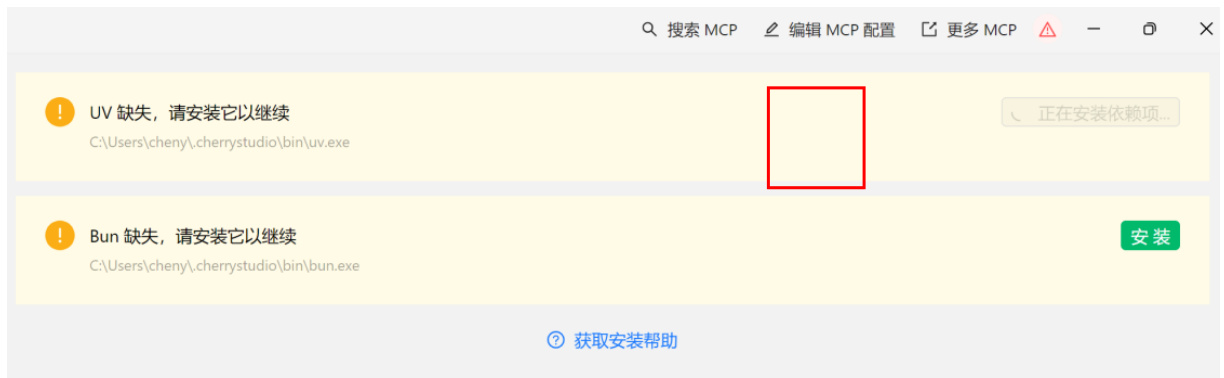 搜索 MCP 编辑 MCP 配置 更多 MCP
UV 缺失，请安装它以继续
正在安装依赖项...
C:\Users\cheny\.cherrystudio\bin\uv.exe
Bun 缺失，请安装它以继续
安装
C:\Users\cheny\.cherrystudio\bin\bun.exe
获取安装帮助